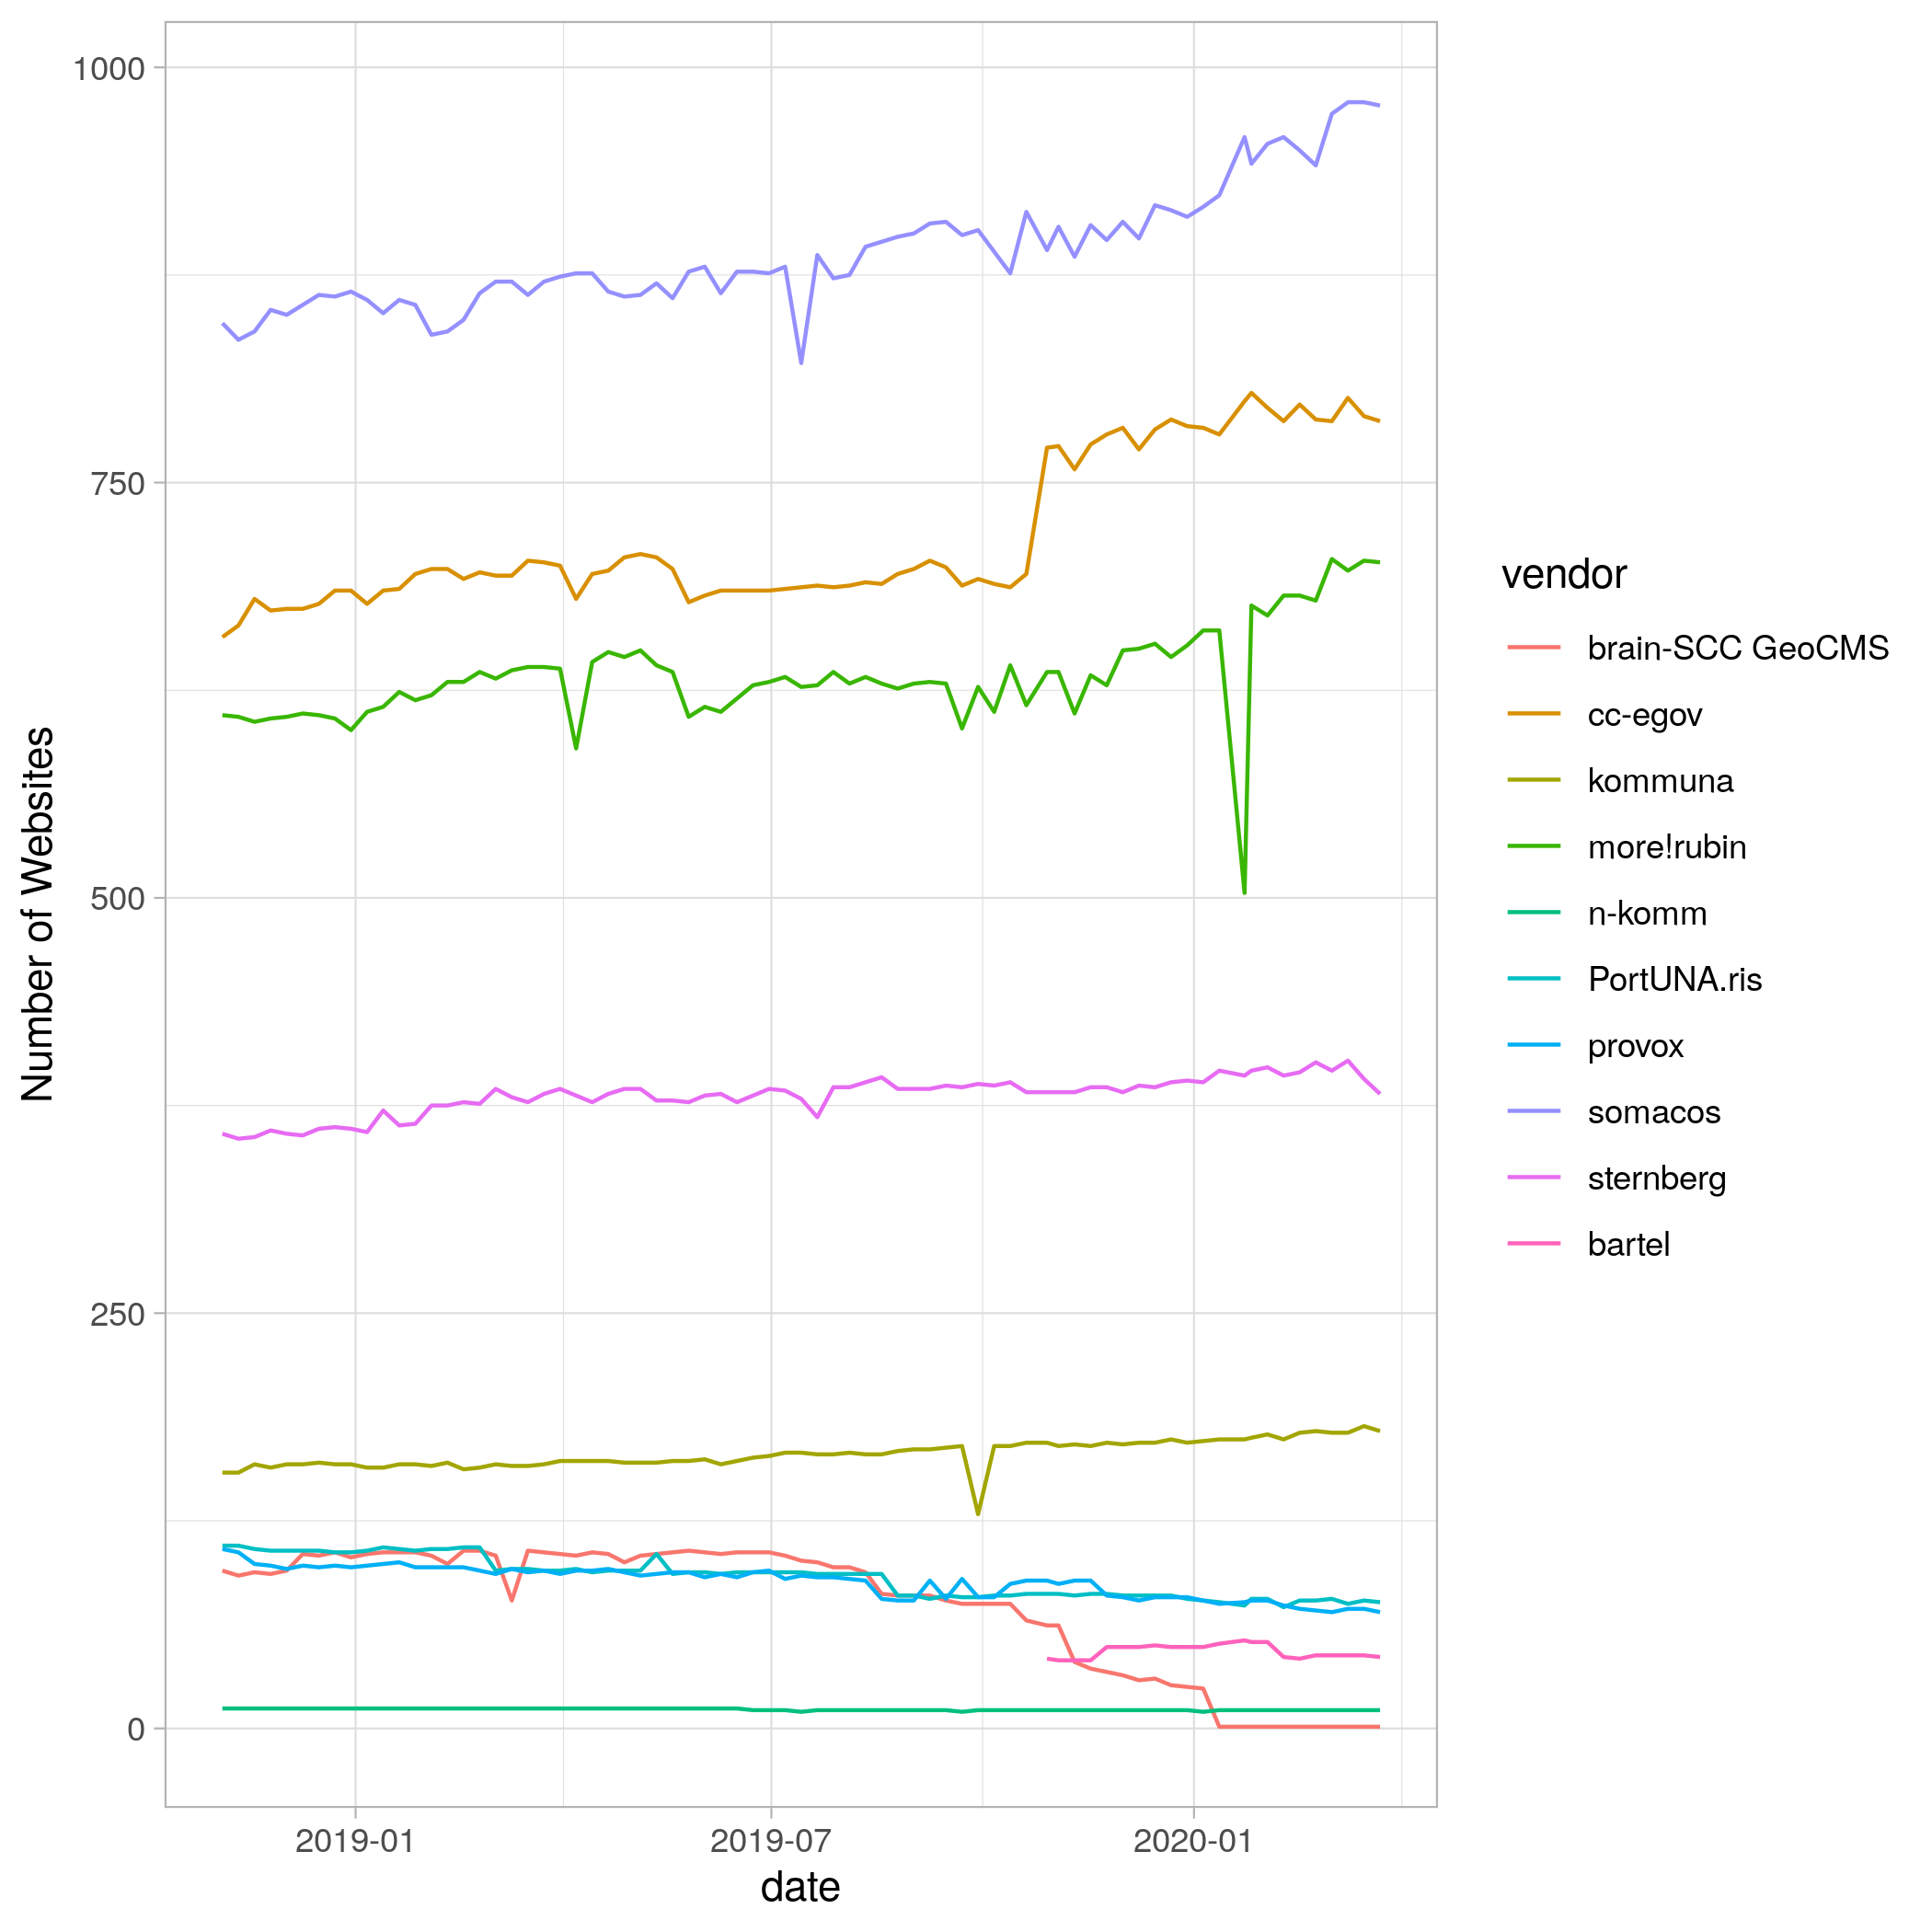 Number of Websites
1000
750
500
250
0
2019-01
2019-07
2020-01
date
vendor
brain-SCC GeoCMS
cc-egov
kommuna
more!rubin
n-komm
PortUNA.ris
provox
somacos
sternberg
bartel